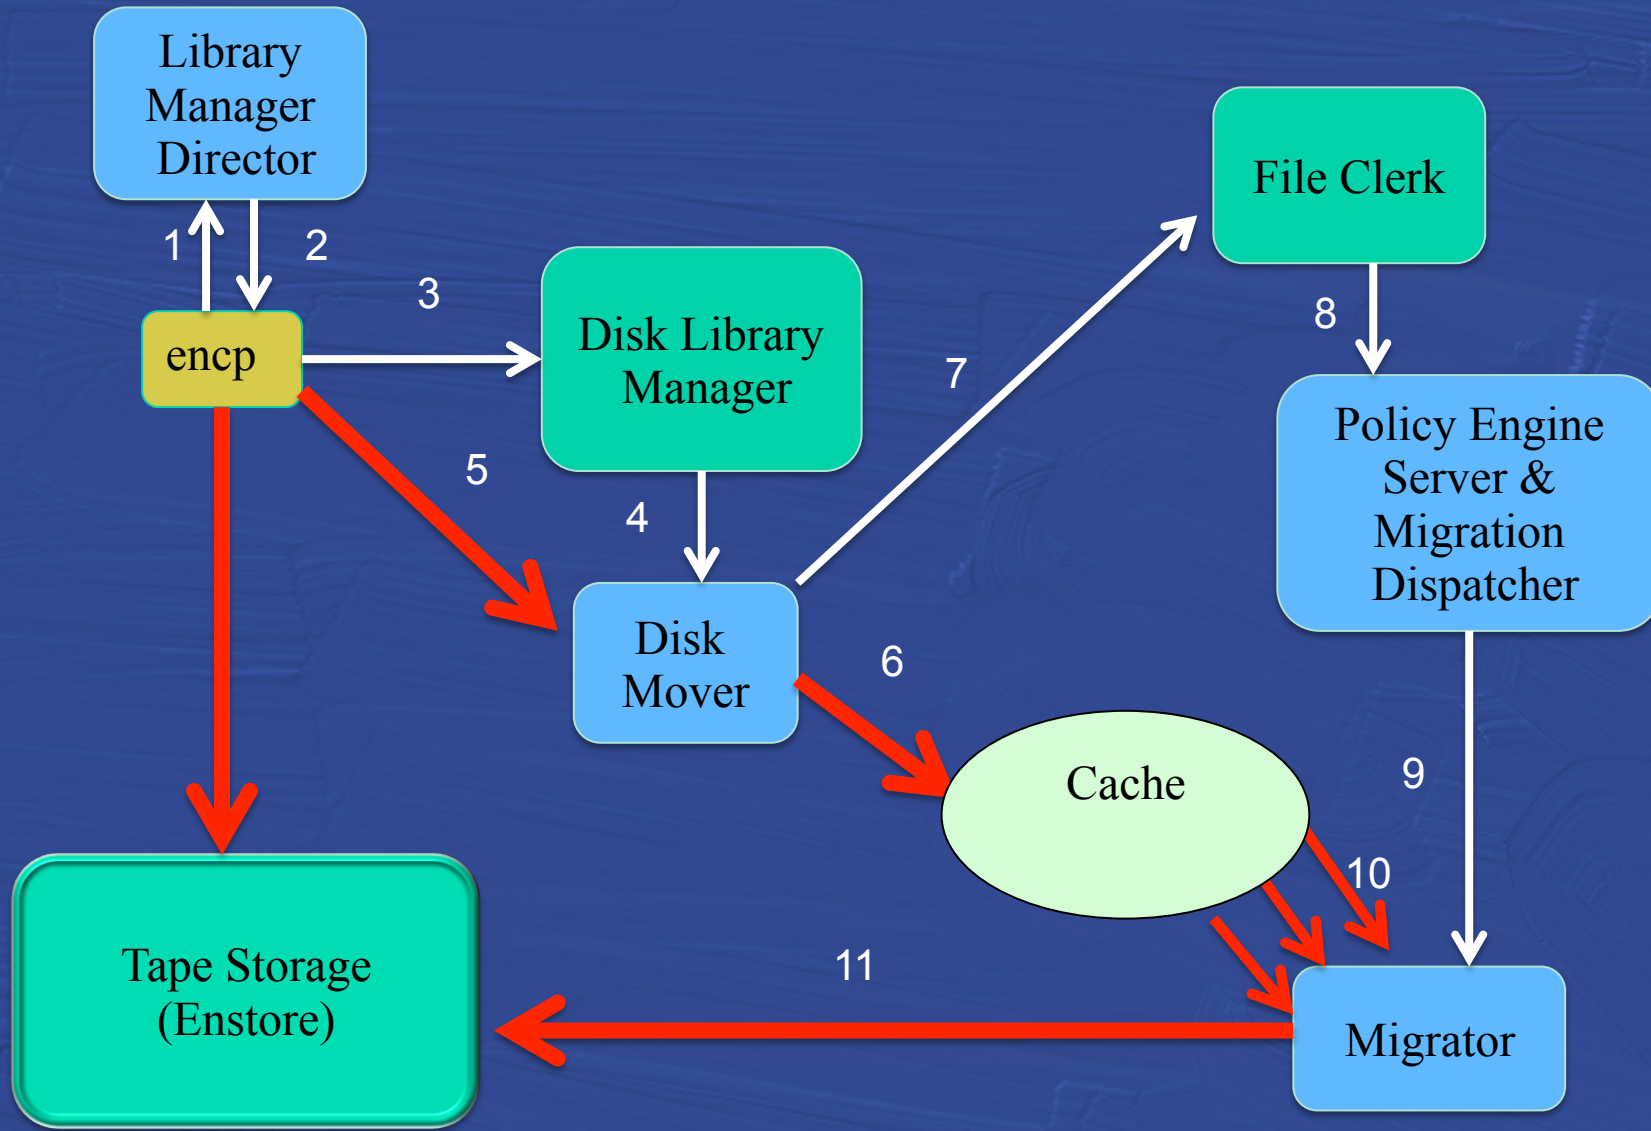 Library
Manager
Director
1
2
3
encp
Disk Library
Manager
File Clerk
7
8
5
4
Policy Engine
Server &
Migration
Dispatcher
Disk
Mover
6
Cache
9
10
Tape Storage
(Enstore)
11
Migrator